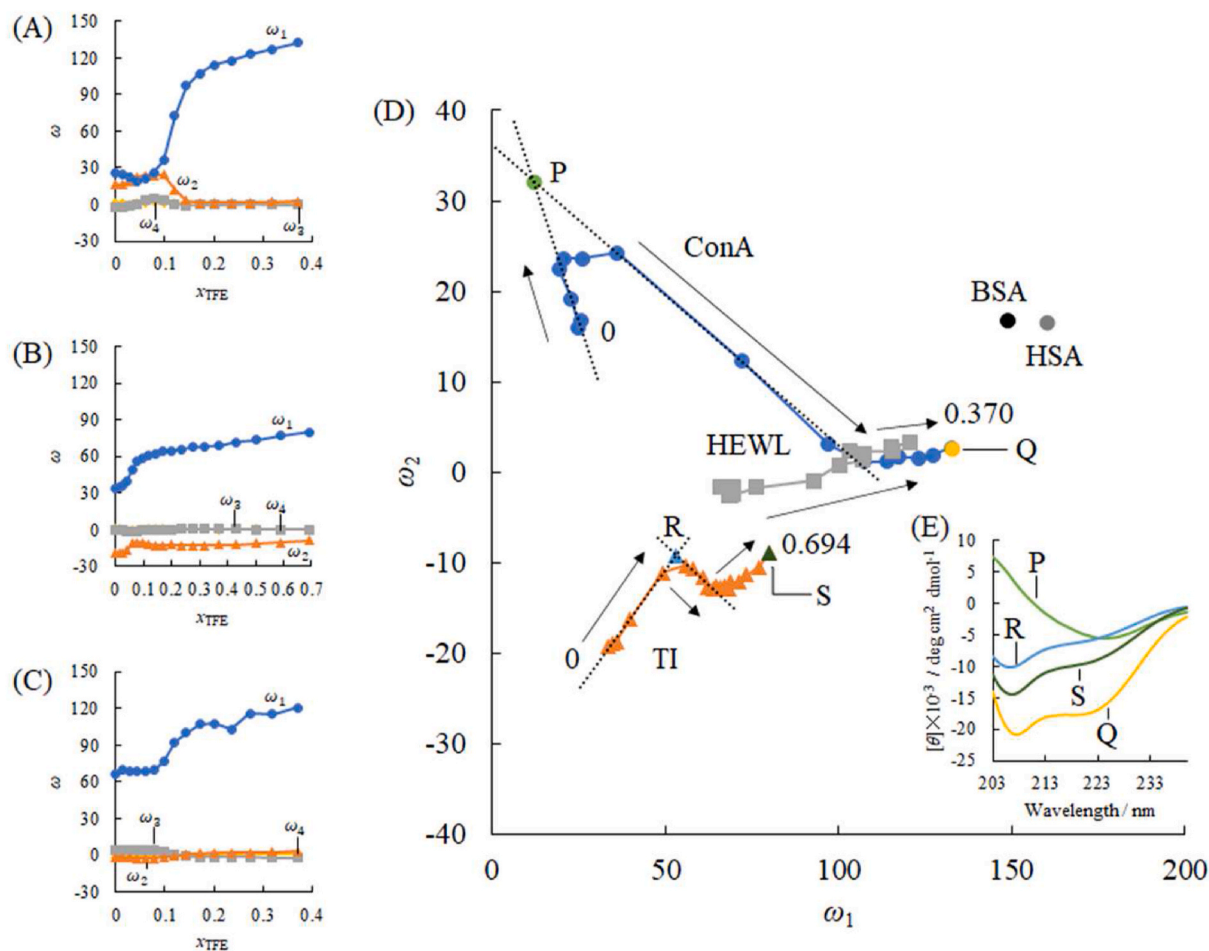 (A)
150
120
90
60
30
0
-30
ω
ω1
ω2
ω4
ω3
0 0.1 0.2 0.3 0.4
xTFE
(B)
150
120
90
60
30
0
-30
ω
ω1
ω3
ω4
ω2
0 0.1 0.2 0.3 0.4 0.5 0.6 0.7
xTFE
(C)
150
120
90
60
30
0
-30
ω
ω1
ω3
ω4
ω2
0 0.1 0.2 0.3 0.4
xTFE
(D)
40
30
20
10
0
-10
-20
-30
-40
ω2
P
ConA
0
BSA
HSA
0.370
HEWL
Q
R
0.694
S
0
TI
0 50 100 150 200
ω1
(E)
10
5
0
-5
-10
-15
-20
-25
[θ]×10-3 / deg cm2 dmol-1
P
R
S
Q
203 213 223 233
Wavelength / nm